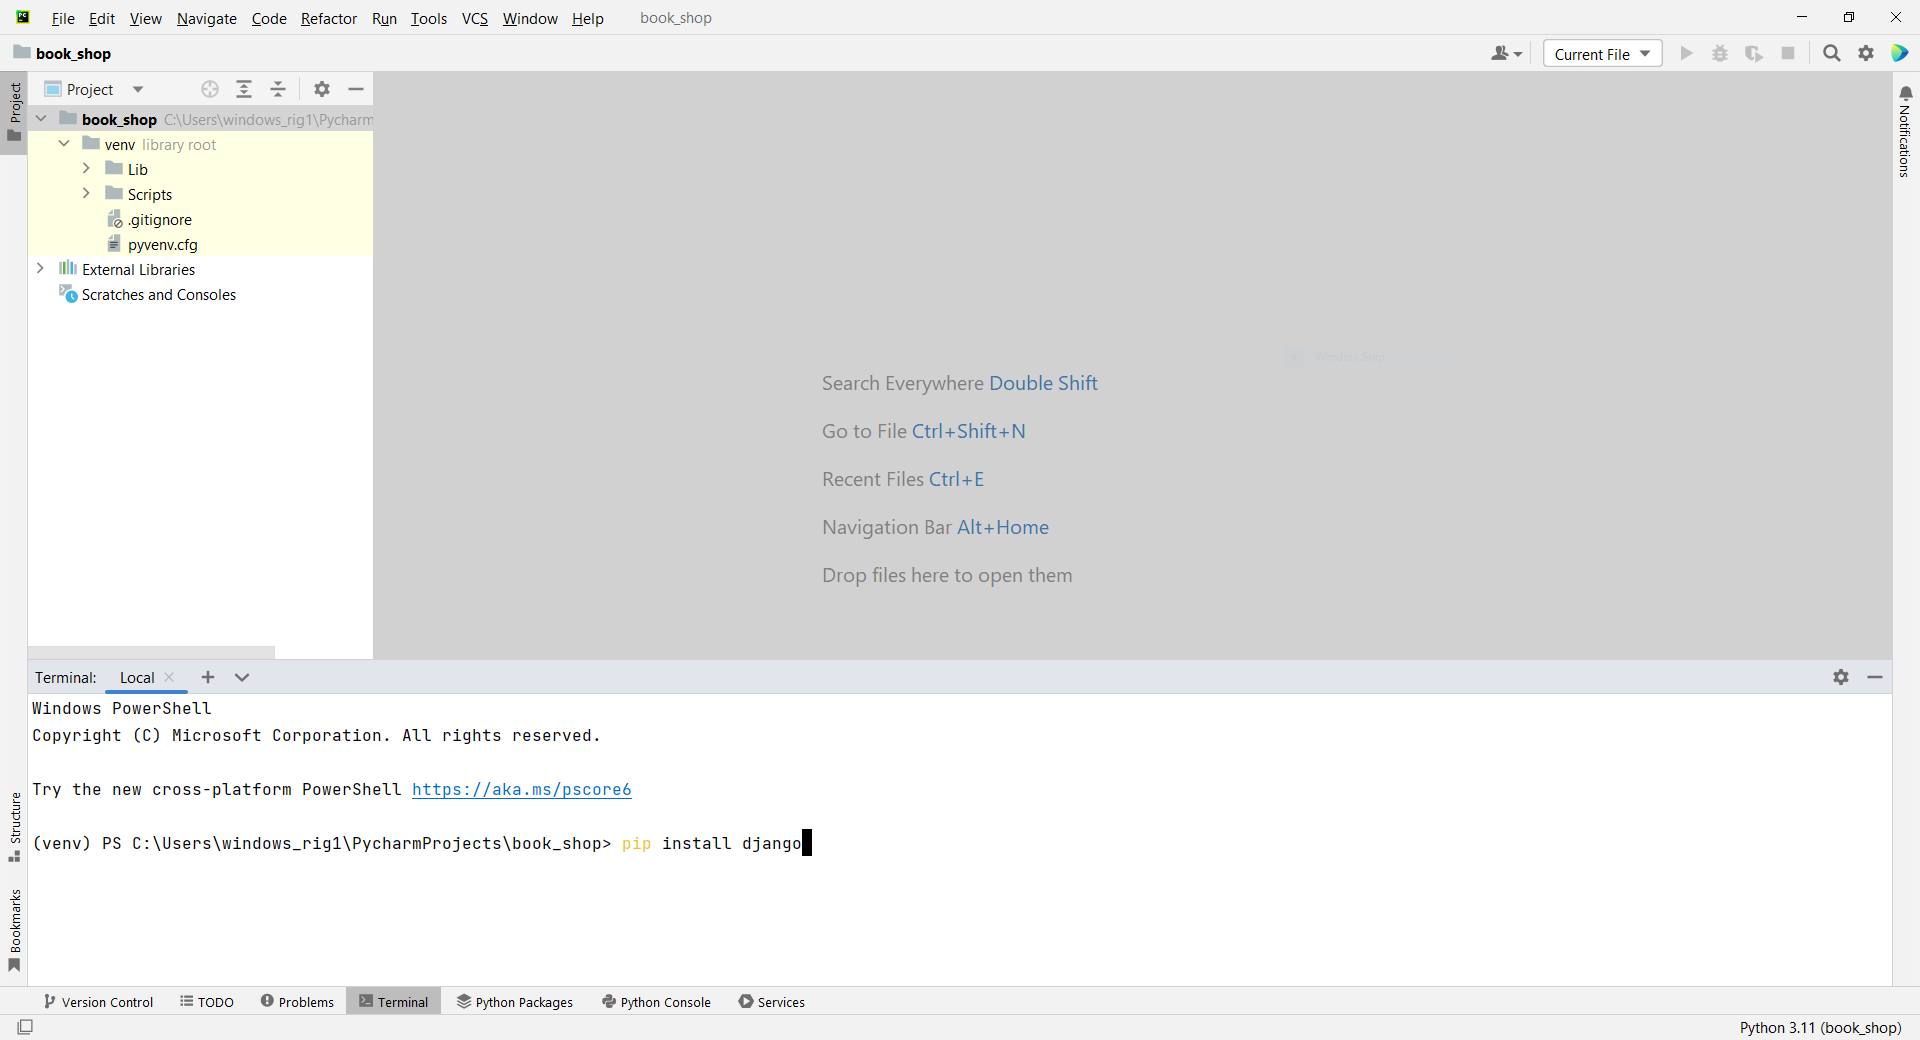 File Edit View Navigate Code Refactor Run Tools VCS Window Help book_shop
book_shop
Current File
Project
Project
book_shop C:\Users\windows_rig1\Pycharm
venv library root
Lib
Scripts
.gitignore
pyvenv.cfg
External Libraries
Scratches and Consoles
Notifications
Window Snip
Search Everywhere Double Shift
Go to File Ctrl+Shift+N
Recent Files Ctrl+E
Navigation Bar Alt+Home
Drop files here to open them
Terminal: Local
Windows PowerShell
Copyright (C) Microsoft Corporation. All rights reserved.
Try the new cross-platform PowerShell https://aka.ms/pscore6
(venv) PS C:\Users\windows_rig1\PycharmProjects\book_shop> pip install django
Structure
Bookmarks
Version Control TODO Problems Terminal Python Packages Python Console Services
Python 3.11 (book_shop)